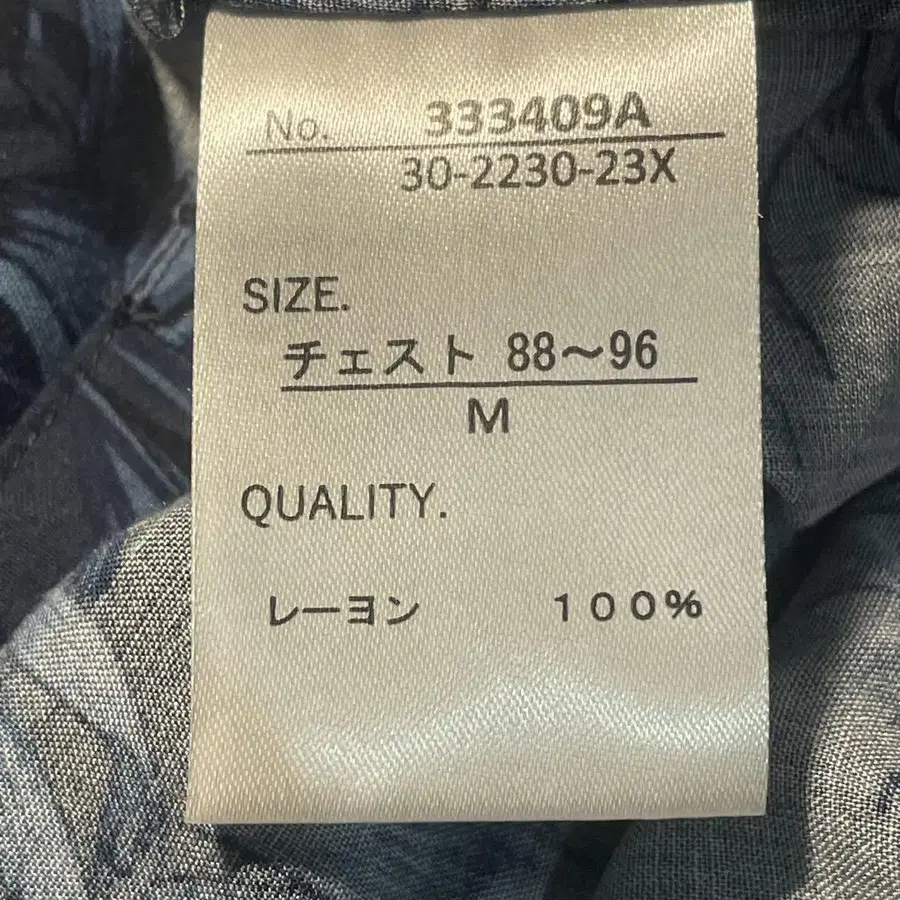 No. 333409A
30-2230-23X
SIZE.
チェスト 88～96
M
QUALITY.
レーヨン 100%